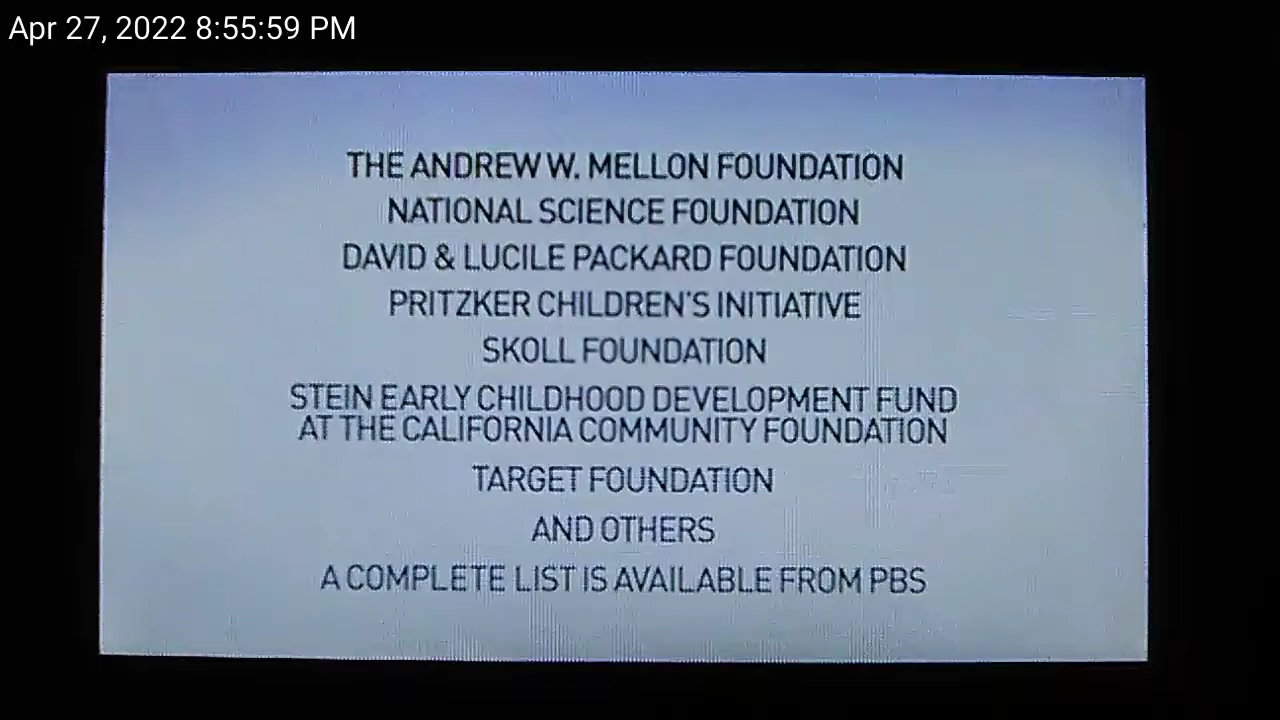 Apr 27, 2022 8:55:59 PM
THE ANDREW W. MELLON FOUNDATION
NATIONAL SCIENCE FOUNDATION
DAVID & LUCILE PACKARD FOUNDATION
PRITZKER CHILDREN'S INITIATIVE
SKOLL FOUNDATION
STEIN EARLY CHILDHOOD DEVELOPMENT FUND
AT THE CALIFORNIA COMMUNITY FOUNDATION
TARGET FOUNDATION
AND OTHERS
A COMPLETE LIST IS AVAILABLE FROM PBS